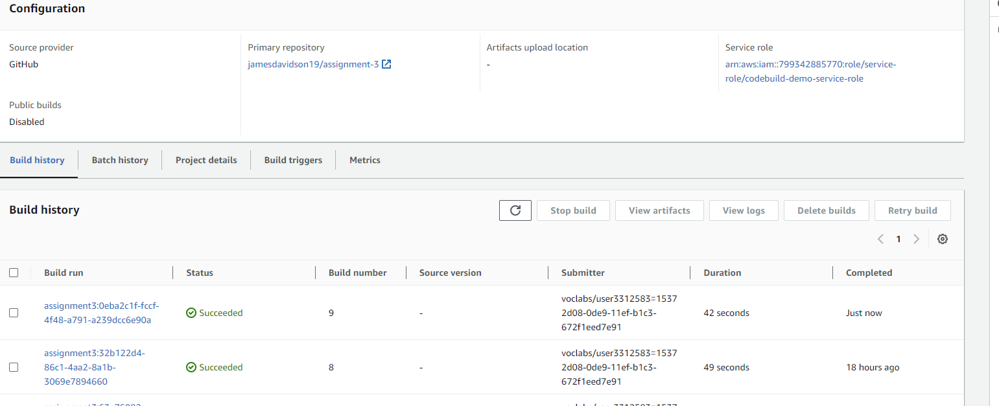 Configuration
Source provider
GitHub
Primary repository
jamesdavidson19/assignment-3
Artifacts upload location
-
Service role
arn:aws:iam::799342885770:role/service-
role/codebuild-demo-service-role
Public builds
Disabled
Build history
Batch history
Project details
Build triggers
Metrics
Build history
Stop build
View artifacts
View logs
Delete builds
Retry build
1
Build run
Status
Build number
Source version
Submitter
Duration
Completed
assignment3:0eba2c1f-fccf-
4f48-a791-a239dcc6e90a
Succeeded
9
-
voclabs/user3312583=1537
2d08-0de9-11ef-b1c3-
672f1eed7e91
42 seconds
Just now
assignment3:32b122d4-
86c1-4aa2-8a1b-
3069e7894660
Succeeded
8
-
voclabs/user3312583=1537
2d08-0de9-11ef-b1c3-
672f1eed7e91
49 seconds
18 hours ago